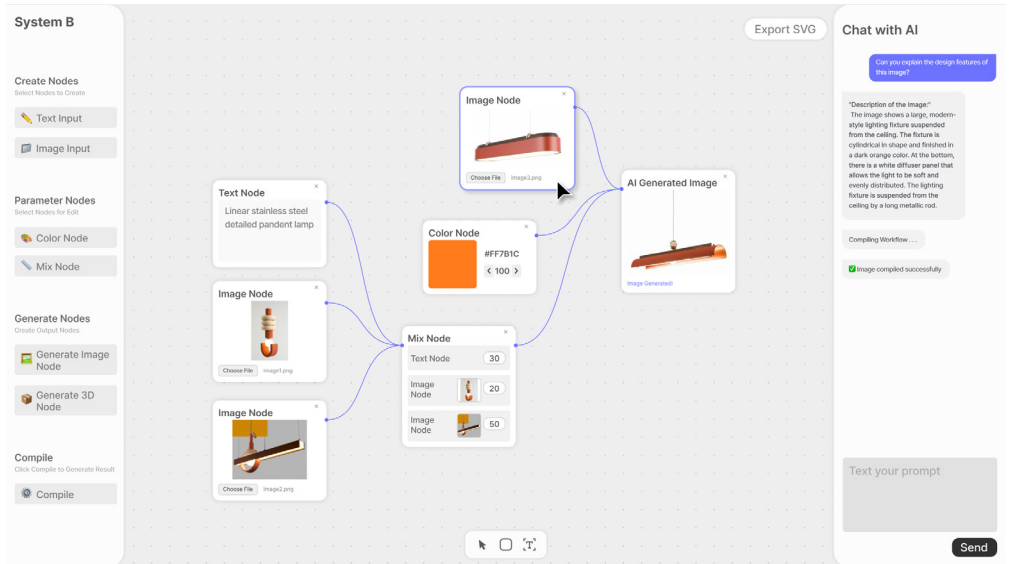 System B
Create Nodes
Select Nodes to Create
Text Input
Image Input
Parameter Nodes
Select Nodes for Edit
Color Node
Mix Node
Generate Nodes
Create Output Nodes
Generate Image
Node
Generate 3D
Node
Compile
Click Compile to Generate Result
Compile
Text Node
Linear stainless steel
detailed pandent lamp
Image Node
Choose File image1.png
Image Node
Choose File image2.png
Image Node
Choose File image3.png
Color Node
#FF7B1C
< 100 >
Mix Node
Text Node 30
Image
Node 20
Image
Node 50
AI Generated Image
Image Generated!
Export SVG
Chat with AI
Can you explain the design features of
this image?
"Description of the Image:"
The image shows a large, modern-
style lighting fixture suspended
from the ceiling. The fixture is
cylindrical in shape and finished in
a dark orange color. At the bottom,
there is a white diffuser panel that
allows the light to be soft and
evenly distributed. The lighting
fixture is suspended from the
ceiling by a long metallic rod.
Compiling Workflow . . .
Image compiled successfully
Text your prompt
Send